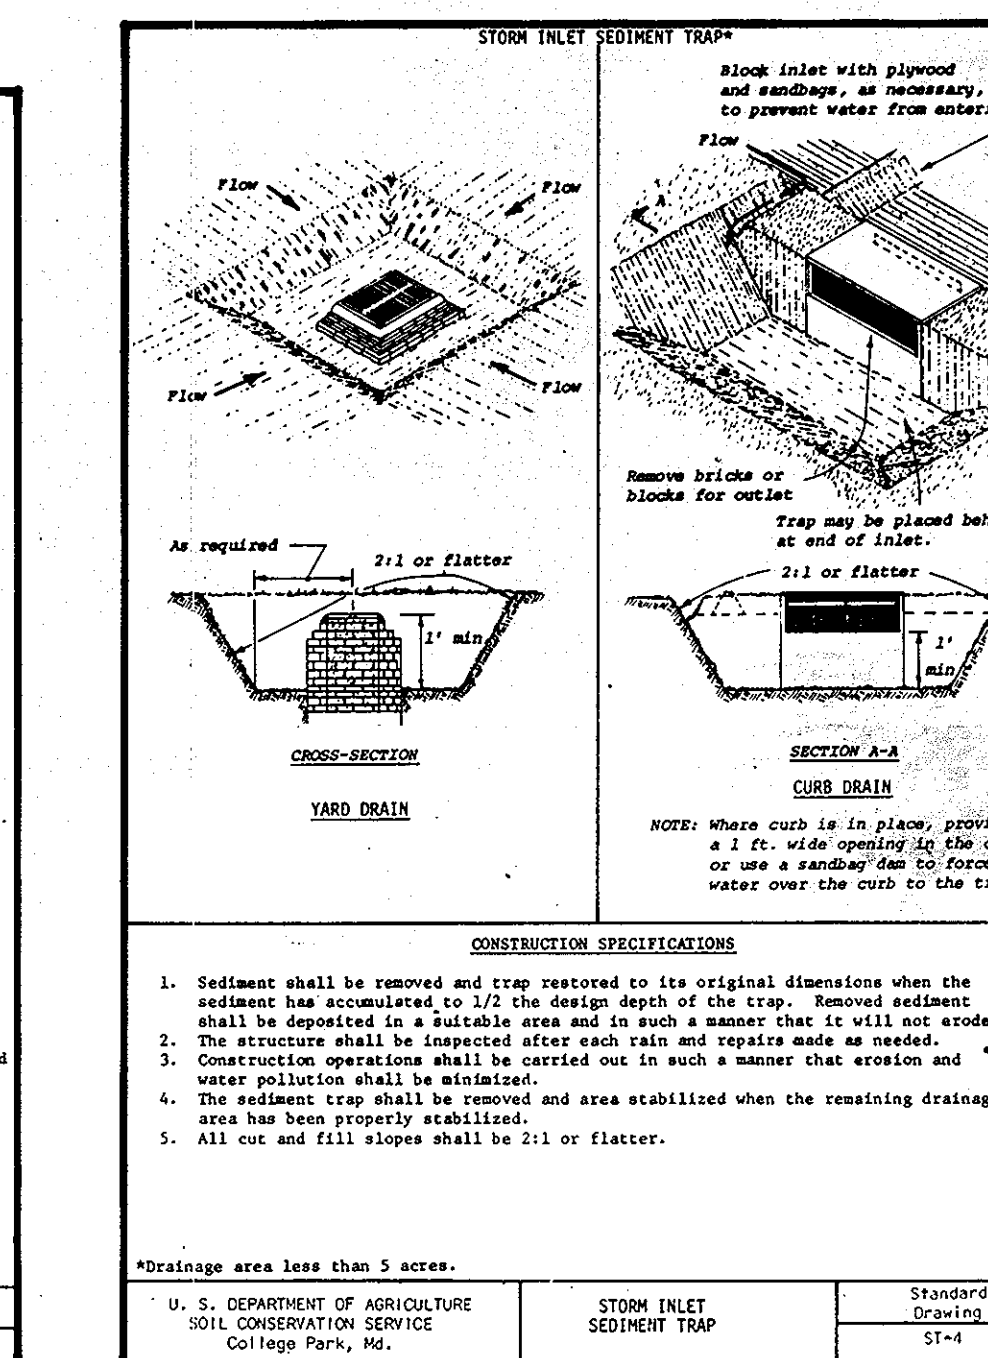 STORM INLET SEDIMENT TRAP*
Flow
Flow
Flow
Flow
As required
2:1 or flatter
1' min
CROSS-SECTION
YARD DRAIN
Block inlet with plywood
and sandbags, as necessary,
to prevent water from enter
Flow
A
Remove bricks or
blocks for outlet
Trap may be placed beh
at end of inlet.
2:1 or flatter
1'
min
SECTION A-A
CURB DRAIN
NOTE: Where curb is in place, provi
a 1 ft. wide opening in the c
or use a sandbag dam to force
water over the curb to the t
CONSTRUCTION SPECIFICATIONS
1. Sediment shall be removed and trap restored to its original dimensions when the
sediment has accumulated to 1/2 the design depth of the trap. Removed sediment
shall be deposited in a suitable area and in such a manner that it will not erode
2. The structure shall be inspected after each rain and repairs made as needed.
3. Construction operations shall be carried out in such a manner that erosion and
water pollution shall be minimized.
4. The sediment trap shall be removed and area stabilized when the remaining drainag
area has been properly stabilized.
5. All cut and fill slopes shall be 2:1 or flatter.
d
*Drainage area less than 5 acres.
U. S. DEPARTMENT OF AGRICULTURE
SOIL CONSERVATION SERVICE
College Park, Md.
STORM INLET
SEDIMENT TRAP
Standard
Drawing
ST-4